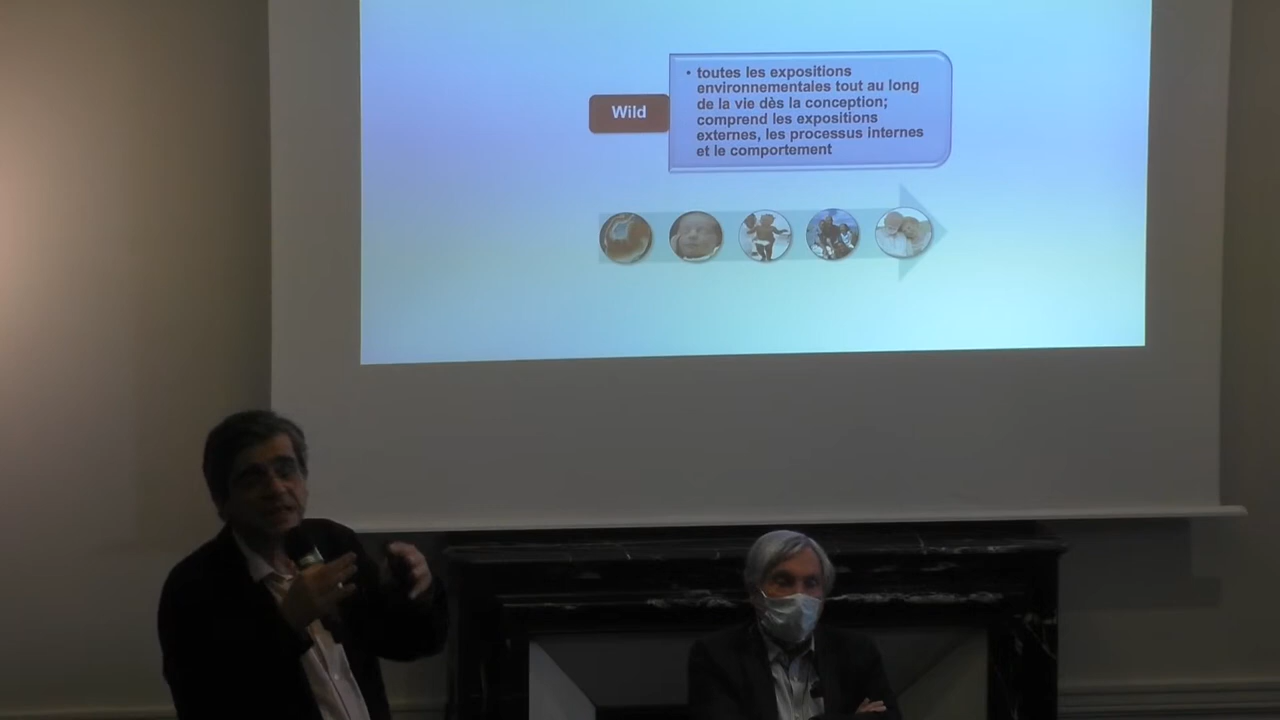 Wild
• toutes les expositions
environnementales tout au long
de la vie dès la conception;
comprend les expositions
externes, les processus internes
et le comportement